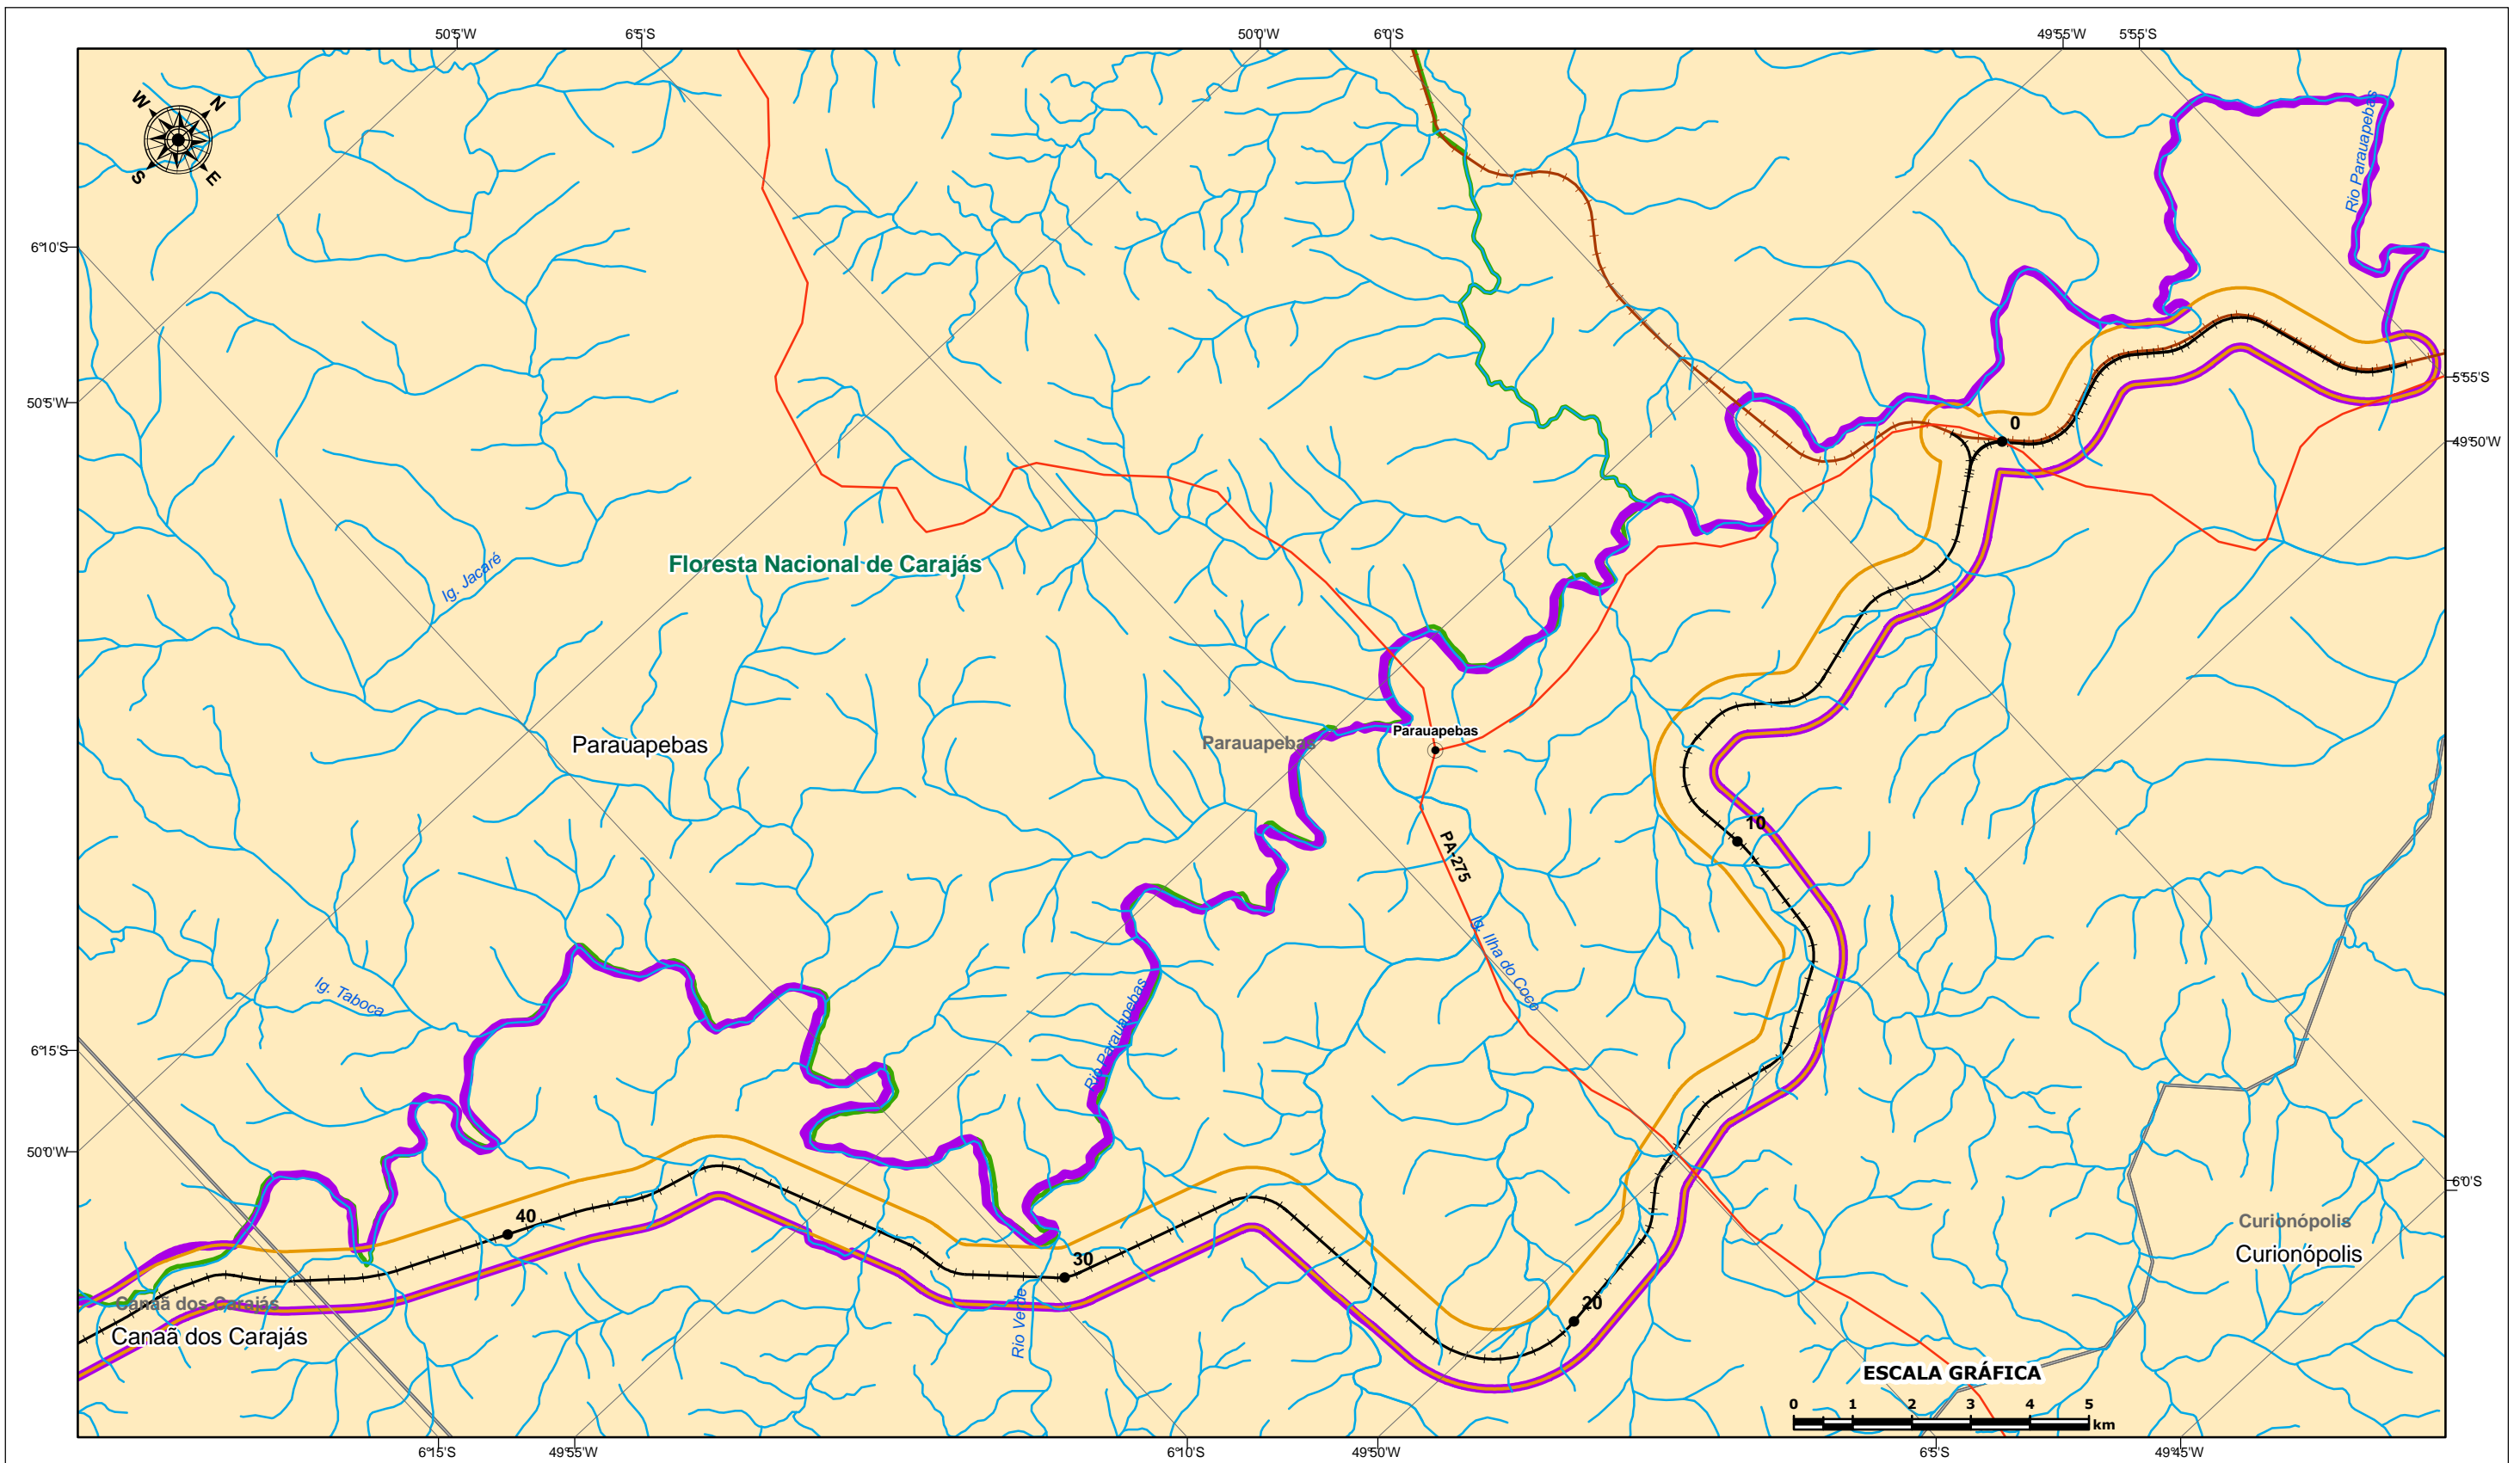 50°5'W
6°5'S
50°0'W
6°0'S
49°55'W
5°55'S
W
N
S
E
Rio Parauapebas
6°10'S
50°5'W
5°55'S
0
49°50'W
Floresta Nacional de Carajás
Ig. Jacaré
Parauapebas
Parauapebas
Parauapebas
10
PA-275
Ig. Ilha do Coco
Ig. Taboca
Rio Parauapebas
6°15'S
50°0'W
6°0'S
40
30
20
Curionópolis
Curionópolis
Canaã dos Carajás
Canaã dos Carajás
Rio Verde
ESCALA GRÁFICA
0 1 2 3 4 5
km
6°15'S
49°55'W
6°10'S
49°50'W
6°5'S
49°45'W